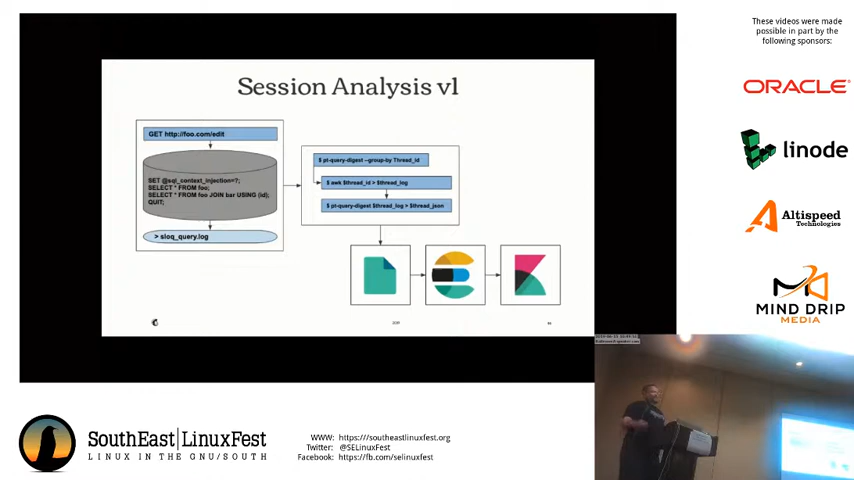 Session Analysis v1
GET http://foo.com/edit
SET @sql_context_injection=?;
SELECT * FROM foo;
SELECT * FROM foo JOIN bar USING (id);
QUIT;
> sloq_query.log
$ pt-query-digest --group-by Thread_id
$ awk $thread_id > $thread_log
$ pt-query-digest $thread_log > $thread_json
These videos were made
possible in part by the
following sponsors:
ORACLE
linode
Altispeed
Technologies
MIND DRIP
MEDIA
SouthEast LinuxFest
LINUX IN THE GNU/SOUTH
WWW: https://southeastlinuxfest.org
Twitter: @SELinuxFest
Facebook: https://fb.com/selinuxfest